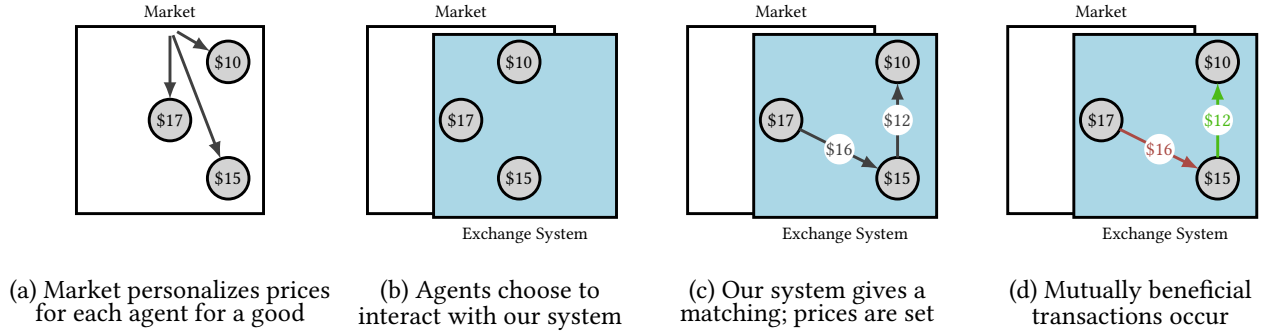 Market
$10
$17
$15
(a) Market personalizes prices
for each agent for a good
Market
$10
$17
$15
Exchange System
(b) Agents choose to
interact with our system
Market
$10
$17
$12
$16
$15
Exchange System
(c) Our system gives a
matching; prices are set
Market
$10
$17
$12
$16
$15
Exchange System
(d) Mutually beneficial
transactions occur